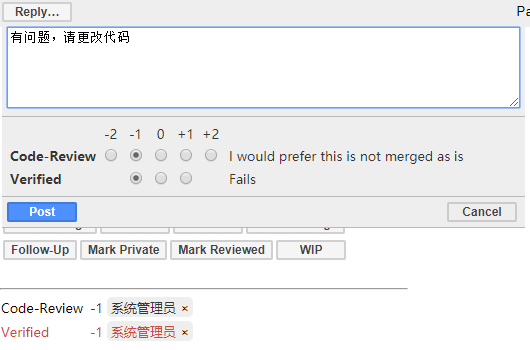 Reply...
Pa
有问题，请更改代码
-2 -1 0 +1 +2
Code-Review I would prefer this is not merged as is
Verified Fails
Post Cancel
Follow-Up Mark Private Mark Reviewed WIP
Code-Review -1 系统管理员 ×
Verified -1 系统管理员 ×